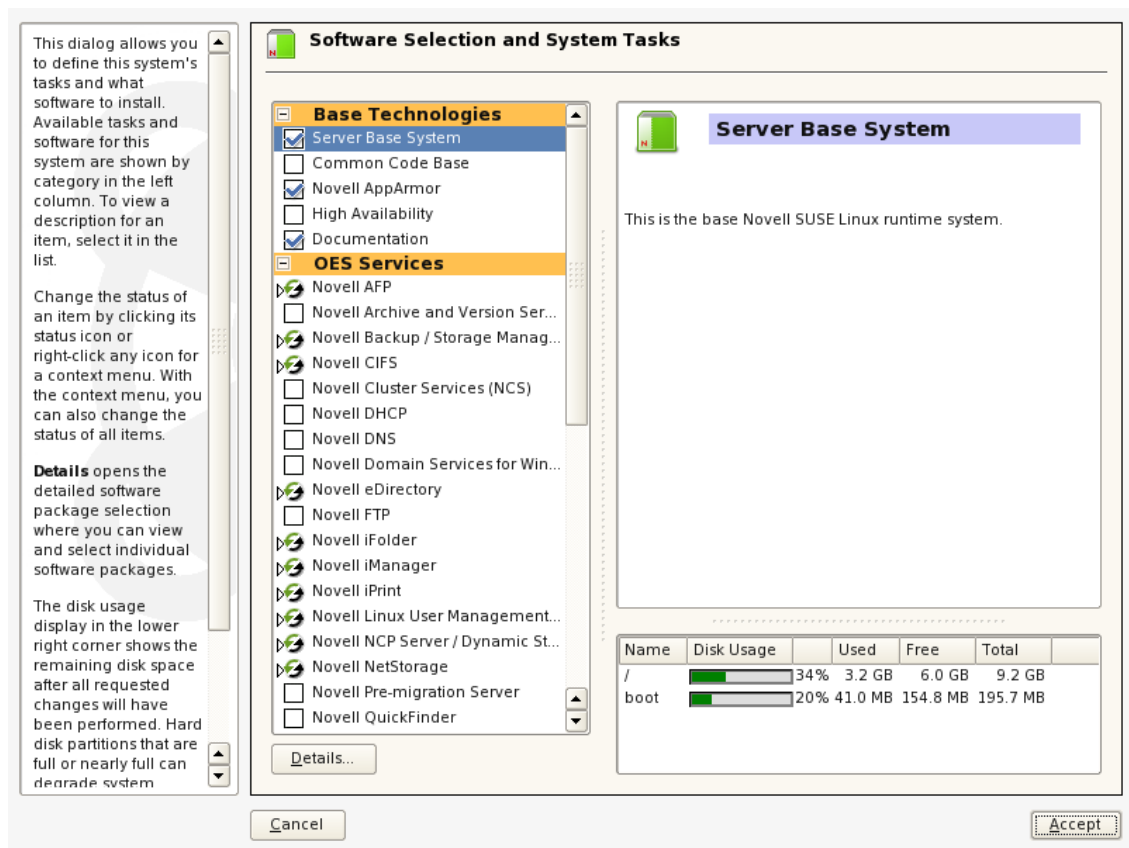 This dialog allows you
to define this system's
tasks and what
software to install.
Available tasks and
software for this
system are shown by
category in the left
column. To view a
description for an
item, select it in the
list.
Change the status of
an item by clicking its
status icon or
right-click any icon for
a context menu. With
the context menu, you
can also change the
status of all items.
Details opens the
detailed software
package selection
where you can view
and select individual
software packages.
The disk usage
display in the lower
right corner shows the
remaining disk space
after all requested
changes will have
been performed. Hard
disk partitions that are
full or nearly full can
degrade system
Software Selection and System Tasks
Base Technologies
Server Base System
Common Code Base
Novell AppArmor
High Availability
Documentation
OES Services
Novell AFP
Novell Archive and Version Ser...
Novell Backup / Storage Manag...
Novell CIFS
Novell Cluster Services (NCS)
Novell DHCP
Novell DNS
Novell Domain Services for Win...
Novell eDirectory
Novell FTP
Novell iFolder
Novell iManager
Novell iPrint
Novell Linux User Management...
Novell NCP Server / Dynamic St...
Novell NetStorage
Novell Pre-migration Server
Novell QuickFinder
Details...
Server Base System
This is the base Novell SUSE Linux runtime system.
Name Disk Usage Used Free Total
/ 34% 3.2 GB 6.0 GB 9.2 GB
boot 20% 41.0 MB 154.8 MB 195.7 MB
Cancel
Accept